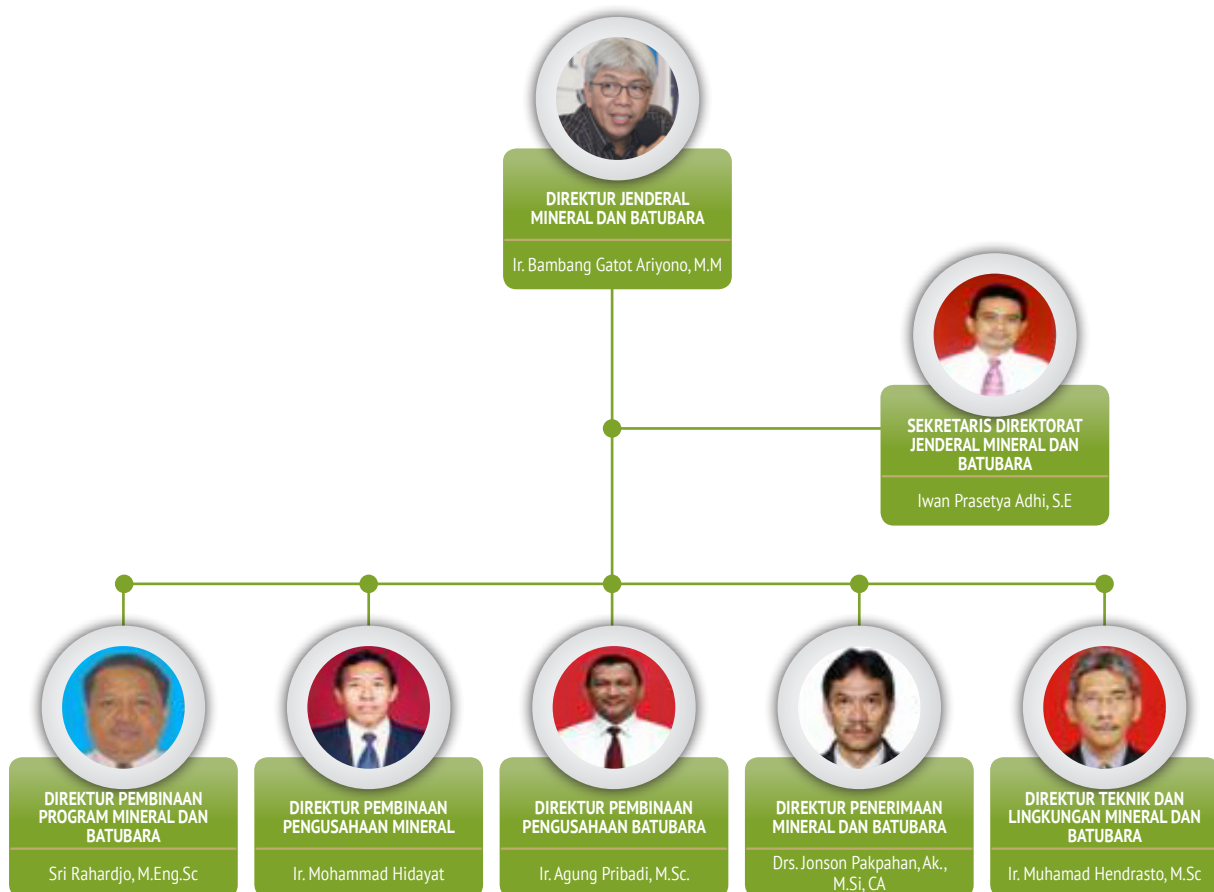 DIREKTUR JENDERAL
MINERAL DAN BATUBARA
Ir. Bambang Gatot Ariyono, M.M
SEKRETARIS DIREKTORAT
JENDERAL MINERAL DAN
BATUBARA
Iwan Prasetya Adhi, S.E
DIREKTUR PEMBINAAN
PROGRAM MINERAL DAN
BATUBARA
Sri Rahardjo, M.Eng.Sc
DIREKTUR PEMBINAAN
PENGUSAHAAN MINERAL
Ir. Mohammad Hidayat
DIREKTUR PEMBINAAN
PENGUSAHAAN BATUBARA
Ir. Agung Pribadi, M.Sc.
DIREKTUR PENERIMAAN
MINERAL DAN BATUBARA
Drs. Jonson Pakpahan, Ak.,
M.Si, CA
DIREKTUR TEKNIK DAN
LINGKUNGAN MINERAL DAN
BATUBARA
Ir. Muhamad Hendrasto, M.Sc